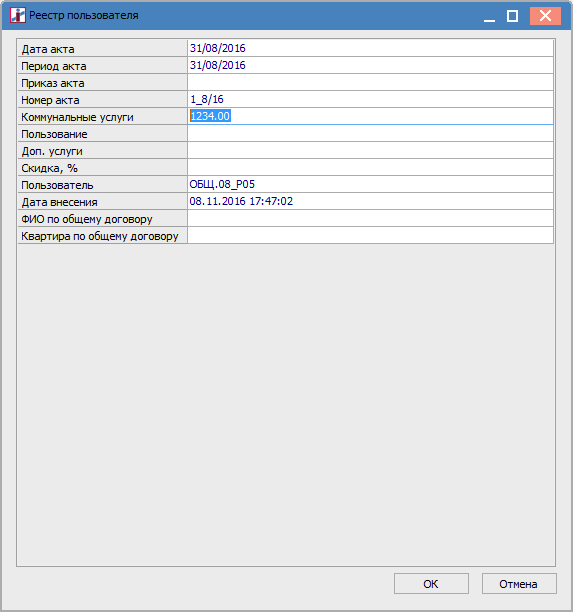 Реестр пользователя
Дата акта 31/08/2016
Период акта 31/08/2016
Приказ акта
Номер акта 1_8/16
Коммунальные услуги 1234.00
Пользование
Доп. услуги
Скидка, %
Пользователь ОБЩ.08_Р05
Дата внесения 08.11.2016 17:47:02
ФИО по общему договору
Квартира по общему договору
ОК Отмена